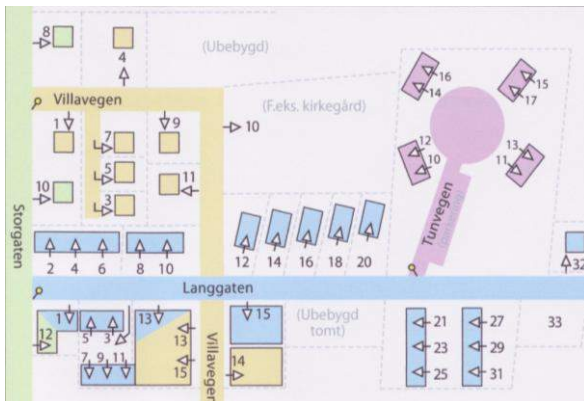 8
4
(Ubebygd)
16
14
15
17
Villavegen
(F.eks. kirkegård)
1
7
9
10
5
11
3
10
12
10
13
11
Tunvegen
Storgaten
2 4 6 8 10
12 14 16 18 20
32
Langgaten
12
1
5 3
13
13
15
7 9 11
Villavegen
15
14
(Ubebygd
tomt)
21
23
25
27
29
31
33